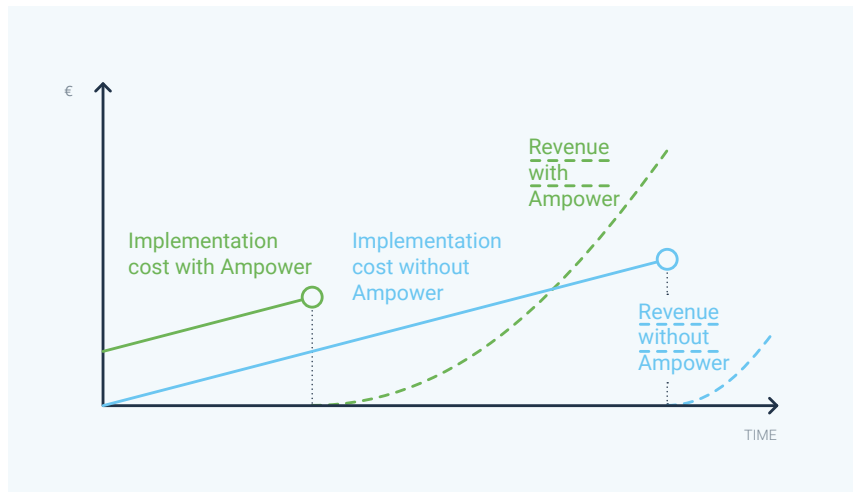 €
Revenue
with
Ampower
Implementation
cost with Ampower
Implementation
cost without
Ampower
Revenue
without
Ampower
TIME